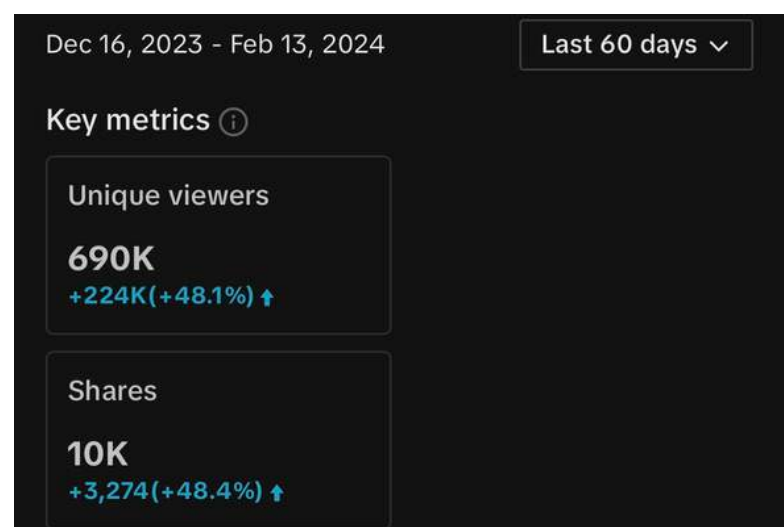 Dec 16, 2023 - Feb 13, 2024
Last 60 days
Key metrics
Unique viewers
690K
+224K(+48.1%)
Shares
10K
+3,274(+48.4%)